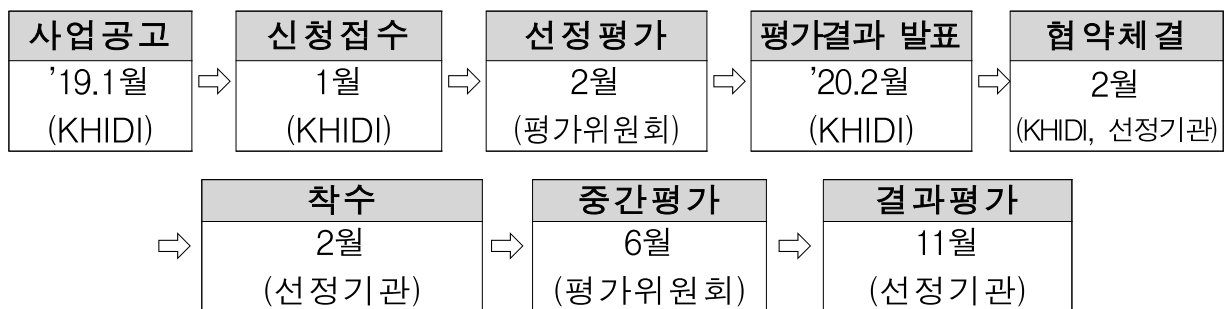 사업공고 신청접수 선정평가 평가결과 발표 협약체결
'19.1월 ⇨ 1월 ⇨ 2월 ⇨ '20.2월 ⇨ 2월
(KHIDI) (KHIDI) (평가위원회) (KHIDI) (KHIDI, 선정기관)
착수 중간평가 결과평가
⇨ 2월 ⇨ 6월 ⇨ 11월
(선정기관) (평가위원회) (선정기관)